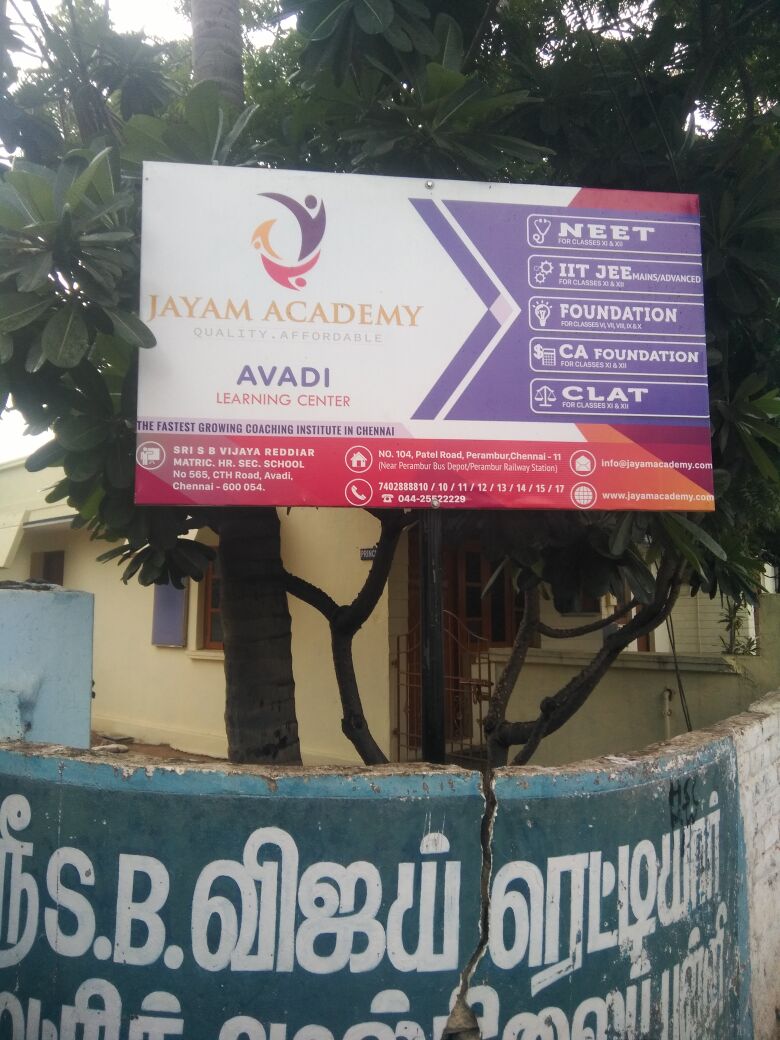 JAYAM ACADEMY
QUALITY.AFFORDABLE
AVADI
LEARNING CENTER
THE FASTEST GROWING COACHING INSTITUTE IN CHENNAI
NEET
FOR CLASSES XI & XII
IIT JEE MAINS/ADVANCED
FOR CLASSES XI & XII
FOUNDATION
FOR CLASSES VI, VII, VIII, IX & X
CA FOUNDATION
FOR CLASSES XI & XII
CLAT
FOR CLASSES XI & XII
SRI S B VIJAYA REDDIAR
MATRIC. HR. SEC. SCHOOL
No 565, CTH Road, Avadi,
Chennai - 600 054.
NO. 104, Patel Road, Perambur,Chennai - 11
(Near Perambur Bus Depot/Perambur Railway Station)
7402888810 / 10 / 11 / 12 / 13 / 14 / 15 / 17
044-25522229
info@jayamacademy.com
www.jayamacademy.com
S.B. விஜய ரெட்டியார்